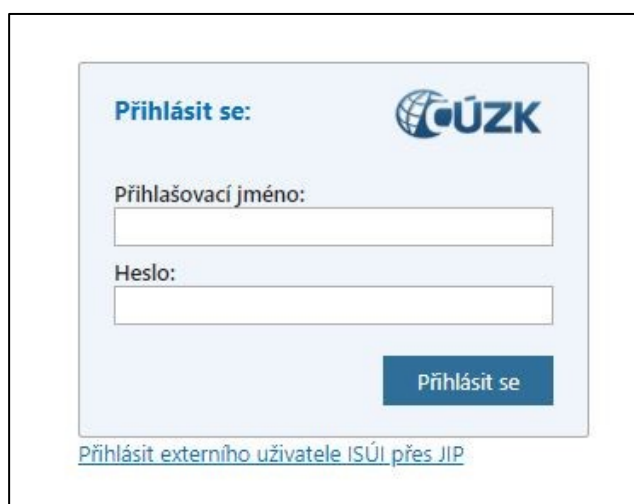 Přihlásit se:
ČÚZK
Přihlašovací jméno:
Heslo:
Přihlásit se
Přihlásit externího uživatele ISÚI přes JIP